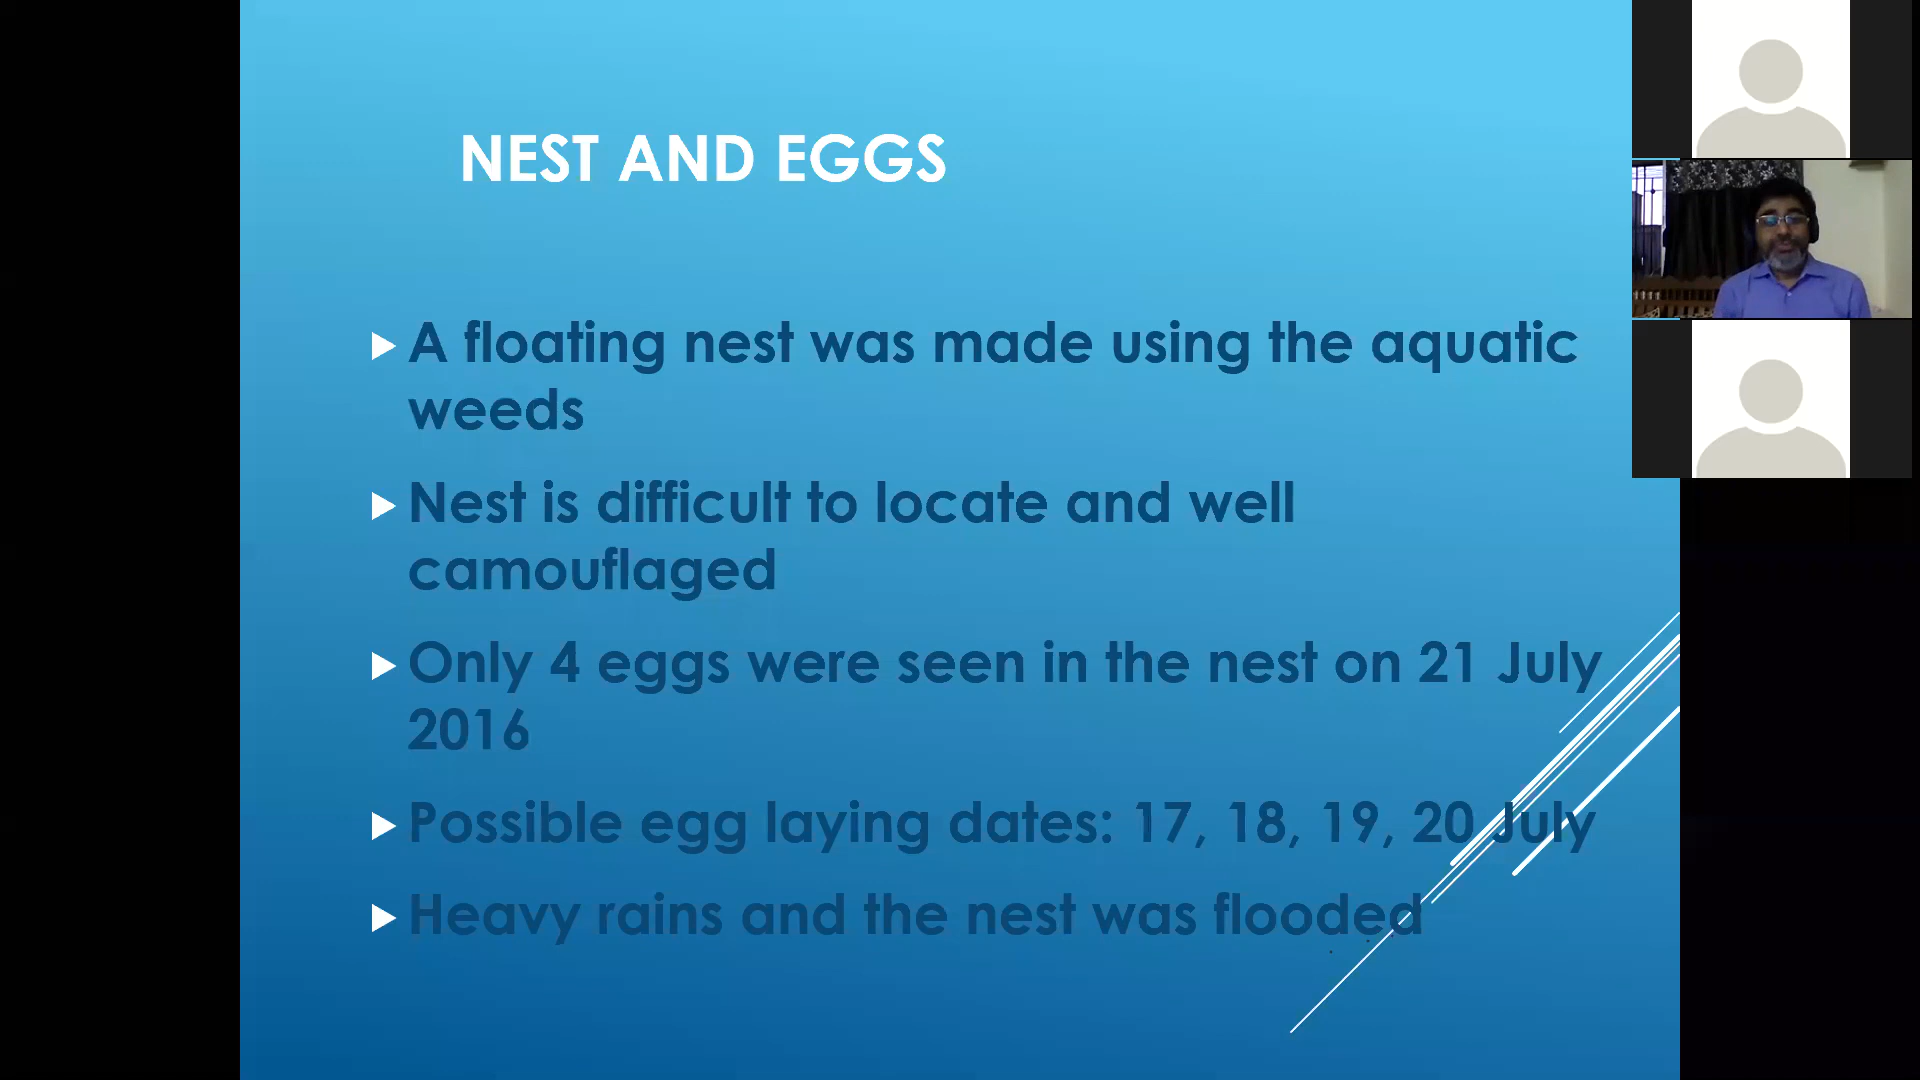 NEST AND EGGS
A floating nest was made using the aquatic
weeds
Nest is difficult to locate and well
camouflaged
Only 4 eggs were seen in the nest on 21 July
2016
Possible egg laying dates: 17, 18, 19, 20 July
Heavy rains and the nest was flooded